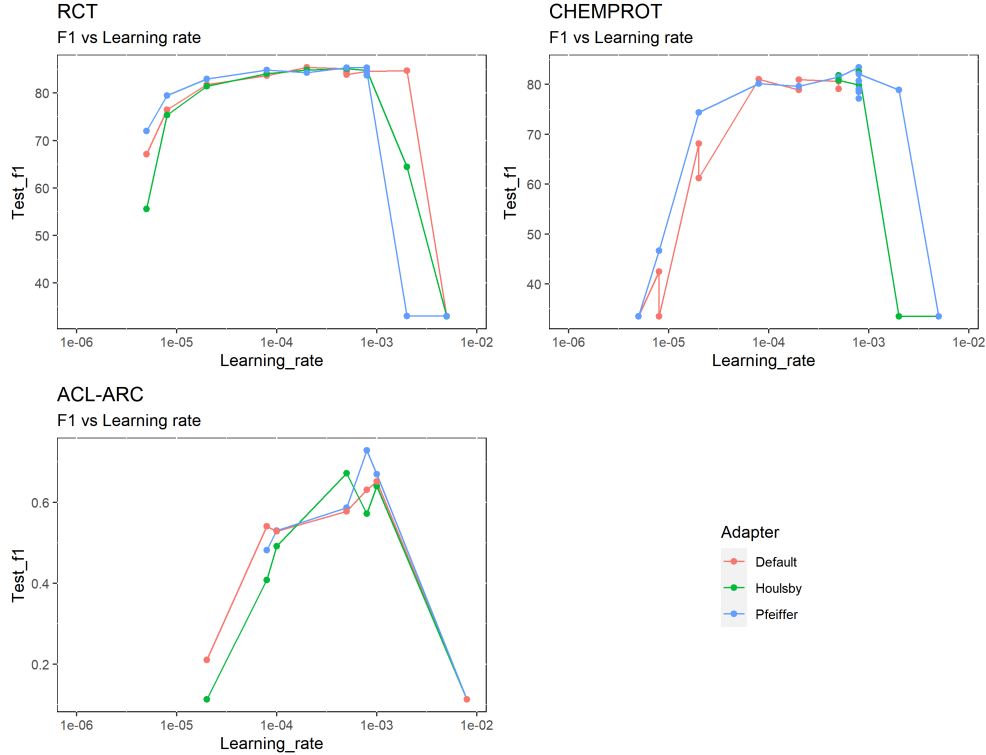 RCT
F1 vs Learning rate
Test_f1
80
70
60
50
40
1e-06 1e-05 1e-04 1e-03 1e-02
Learning_rate
CHEMPROT
F1 vs Learning rate
Test_f1
80
70
60
50
40
1e-06 1e-05 1e-04 1e-03 1e-02
Learning_rate
ACL-ARC
F1 vs Learning rate
Test_f1
0.6
0.4
0.2
1e-06 1e-05 1e-04 1e-03 1e-02
Learning_rate
Adapter
Default
Houlsby
Pfeiffer